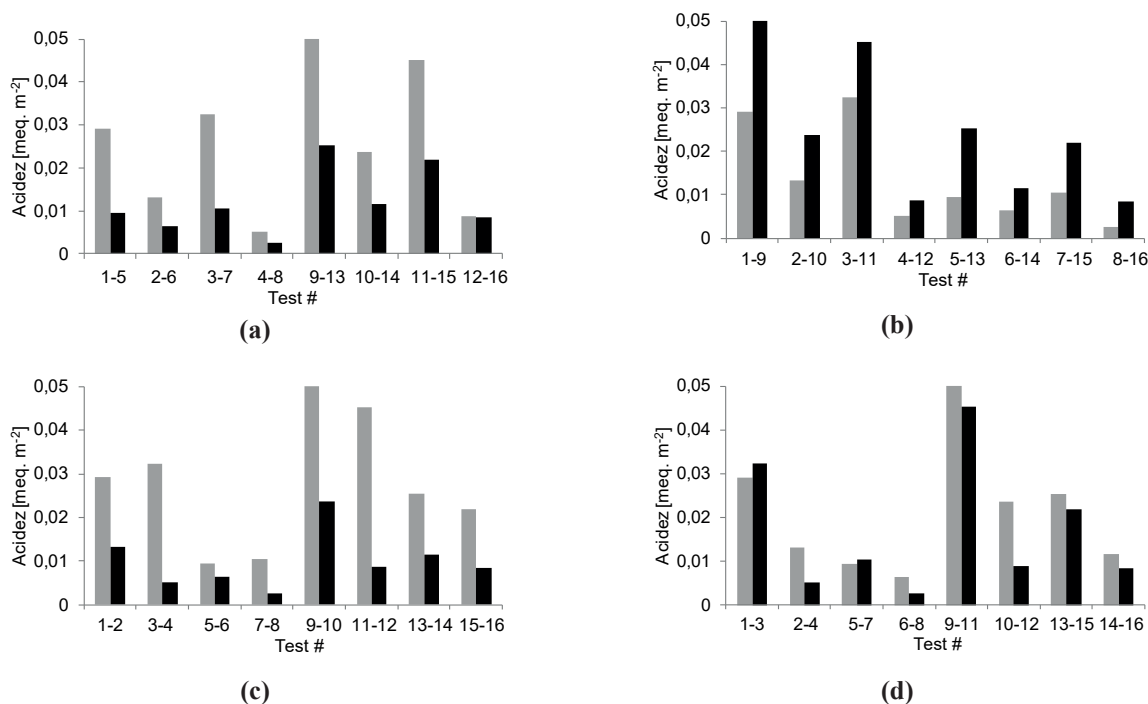 Acidez [meq. m-2]
0,05
0,04
0,03
0,02
0,01
0
1-5 2-6 3-7 4-8 9-13 10-14 11-15 12-16
Test #
(a)
Acidez [meq. m-2]
0,05
0,04
0,03
0,02
0,01
0
1-9 2-10 3-11 4-12 5-13 6-14 7-15 8-16
Test #
(b)
Acidez [meq. m-2]
0,05
0,04
0,03
0,02
0,01
0
1-2 3-4 5-6 7-8 9-10 11-12 13-14 15-16
Test #
(c)
Acidez [meq. m-2]
0,05
0,04
0,03
0,02
0,01
0
1-3 2-4 5-7 6-8 9-11 10-12 13-15 14-16
Test #
(d)